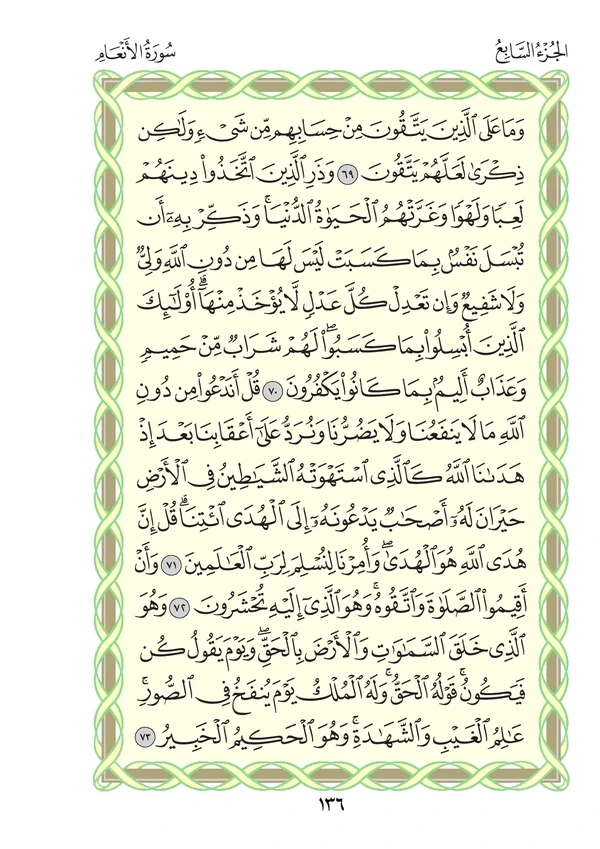 الجُزْءُ السَّابِعُ
سُورَةُ الأَنْعَامِ
وَمَا عَلَى ٱلَّذِينَ يَتَّقُونَ مِنْ حِسَابِهِم مِّن شَىْءٍ وَلَٰكِن
ذِكْرَىٰ لَعَلَّهُمْ يَتَّقُونَ ٦٩ وَذَرِ ٱلَّذِينَ ٱتَّخَذُوا۟ دِينَهُمْ
لَعِبًا وَلَهْوًا وَغَرَّتْهُمُ ٱلْحَيَوٰةُ ٱلدُّنْيَا ۚ وَذَكِّرْ بِهِۦٓ أَن
تُبْسَلَ نَفْسٌۢ بِمَا كَسَبَتْ لَيْسَ لَهَا مِن دُونِ ٱللَّهِ وَلِىٌّ
وَلَا شَفِيعٌ وَإِن تَعْدِلْ كُلَّ عَدْلٍ لَّا يُؤْخَذْ مِنْهَآ ۗ أُو۟لَٰٓئِكَ
ٱلَّذِينَ أُبْسِلُوا۟ بِمَا كَسَبُوا۟ ۖ لَهُمْ شَرَابٌ مِّنْ حَمِيمٍ
وَعَذَابٌ أَلِيمٌۢ بِمَا كَانُوا۟ يَكْفُرُونَ ٧٠ قُلْ أَنَدْعُوا۟ مِن دُونِ
ٱللَّهِ مَا لَا يَنفَعُنَا وَلَا يَضُرُّنَا وَنُرَدُّ عَلَىٰٓ أَعْقَابِنَا بَعْدَ إِذْ
هَدَىٰنَا ٱللَّهُ كَٱلَّذِى ٱسْتَهْوَتْهُ ٱلشَّيَٰطِينُ فِى ٱلْأَرْضِ
حَيْرَانَ لَهُۥٓ أَصْحَٰبٌ يَدْعُونَهُۥٓ إِلَى ٱلْهُدَى ٱئْتِنَا ۗ قُلْ إِنَّ
هُدَى ٱللَّهِ هُوَ ٱلْهُدَىٰ ۖ وَأُمِرْنَا لِنُسْلِمَ لِرَبِّ ٱلْعَٰلَمِينَ ٧١ وَأَنْ
أَقِيمُوا۟ ٱلصَّلَوٰةَ وَٱتَّقُوهُ ۚ وَهُوَ ٱلَّذِىٓ إِلَيْهِ تُحْشَرُونَ ٧٢ وَهُوَ
ٱلَّذِى خَلَقَ ٱلسَّمَٰوَٰتِ وَٱلْأَرْضَ بِٱلْحَقِّ ۖ وَيَوْمَ يَقُولُ كُن
فَيَكُونُ ۚ قَوْلُهُ ٱلْحَقُّ ۚ وَلَهُ ٱلْمُلْكُ يَوْمَ يُنفَخُ فِى ٱلصُّورِ ۚ
عَٰلِمُ ٱلْغَيْبِ وَٱلشَّهَٰدَةِ ۚ وَهُوَ ٱلْحَكِيمُ ٱلْخَبِيرُ ٧٣
١٣٦